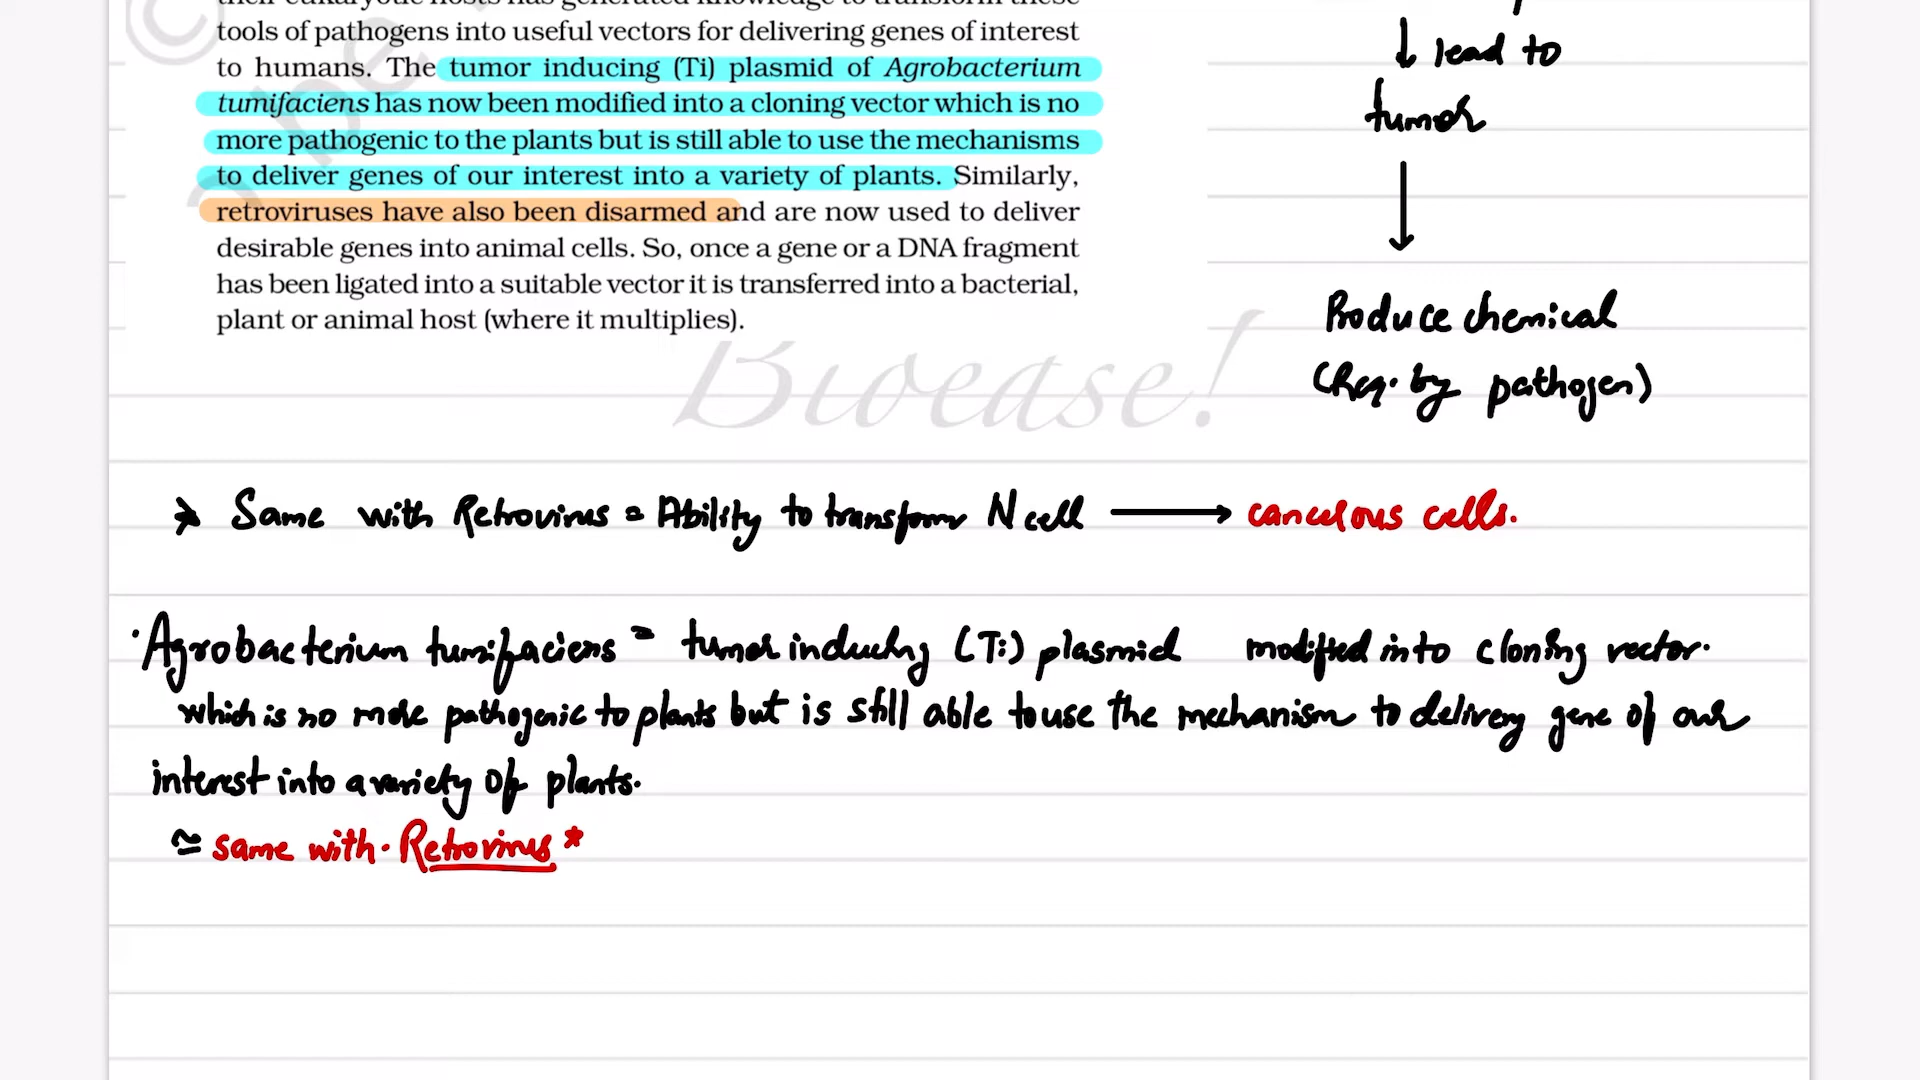 tools of pathogens into useful vectors for delivering genes of interest
to humans. The tumor inducing (Ti) plasmid of Agrobacterium
tumifaciens has now been modified into a cloning vector which is no
more pathogenic to the plants but is still able to use the mechanisms
to deliver genes of our interest into a variety of plants. Similarly,
retroviruses have also been disarmed and are now used to deliver
desirable genes into animal cells. So, once a gene or a DNA fragment
has been ligated into a suitable vector it is transferred into a bacterial,
plant or animal host (where it multiplies).
↓ lead to
tumor
↓
Produce chemical
(Req. by pathogen)
Bioease!
Same with Retrovirus = Ability to transform N cell → cancerous cells.
· Agrobacterium tumifaciens = tumor inducing (Ti) plasmid modified into cloning vector.
which is no more pathogenic to plants but is still able to use the mechanism to delivery gene of our
interest into a variety of plants.
≈ same with. Retrovirus *